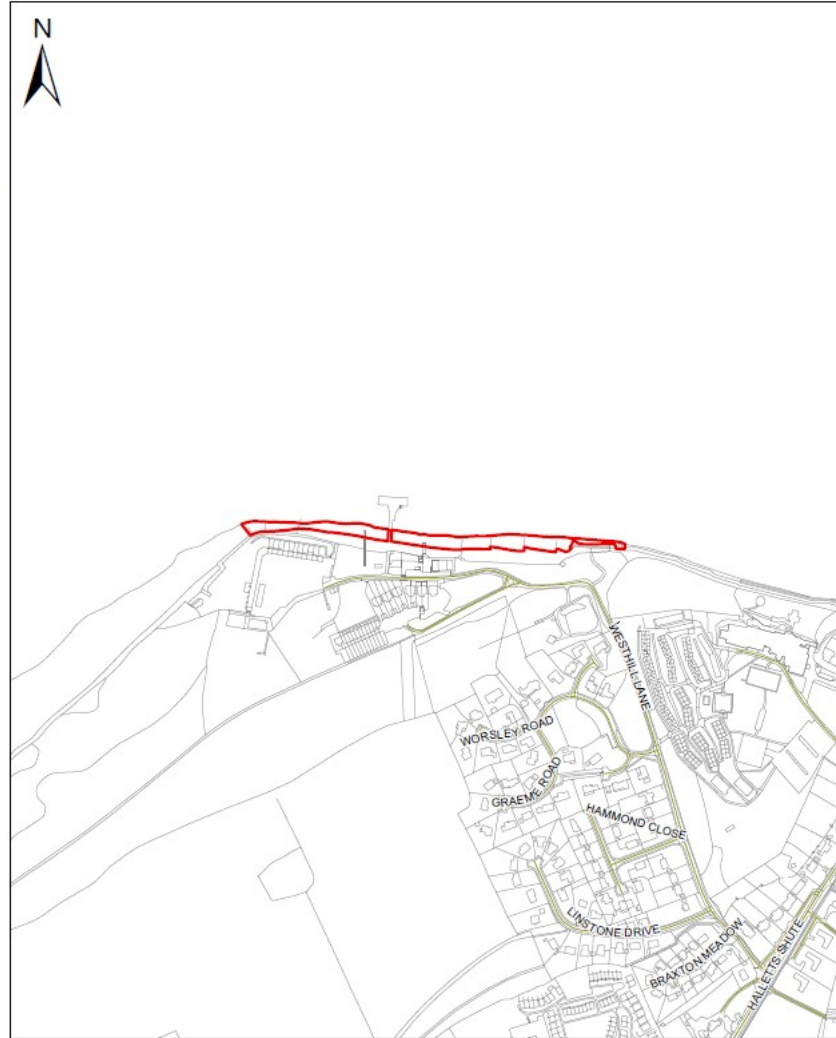 N
WESTHILL LANE
WORSLEY ROAD
GRAEME ROAD
HAMMOND CLOSE
LINSTONE DRIVE
BRAXTON MEADOW
HALLETTS SHUTE